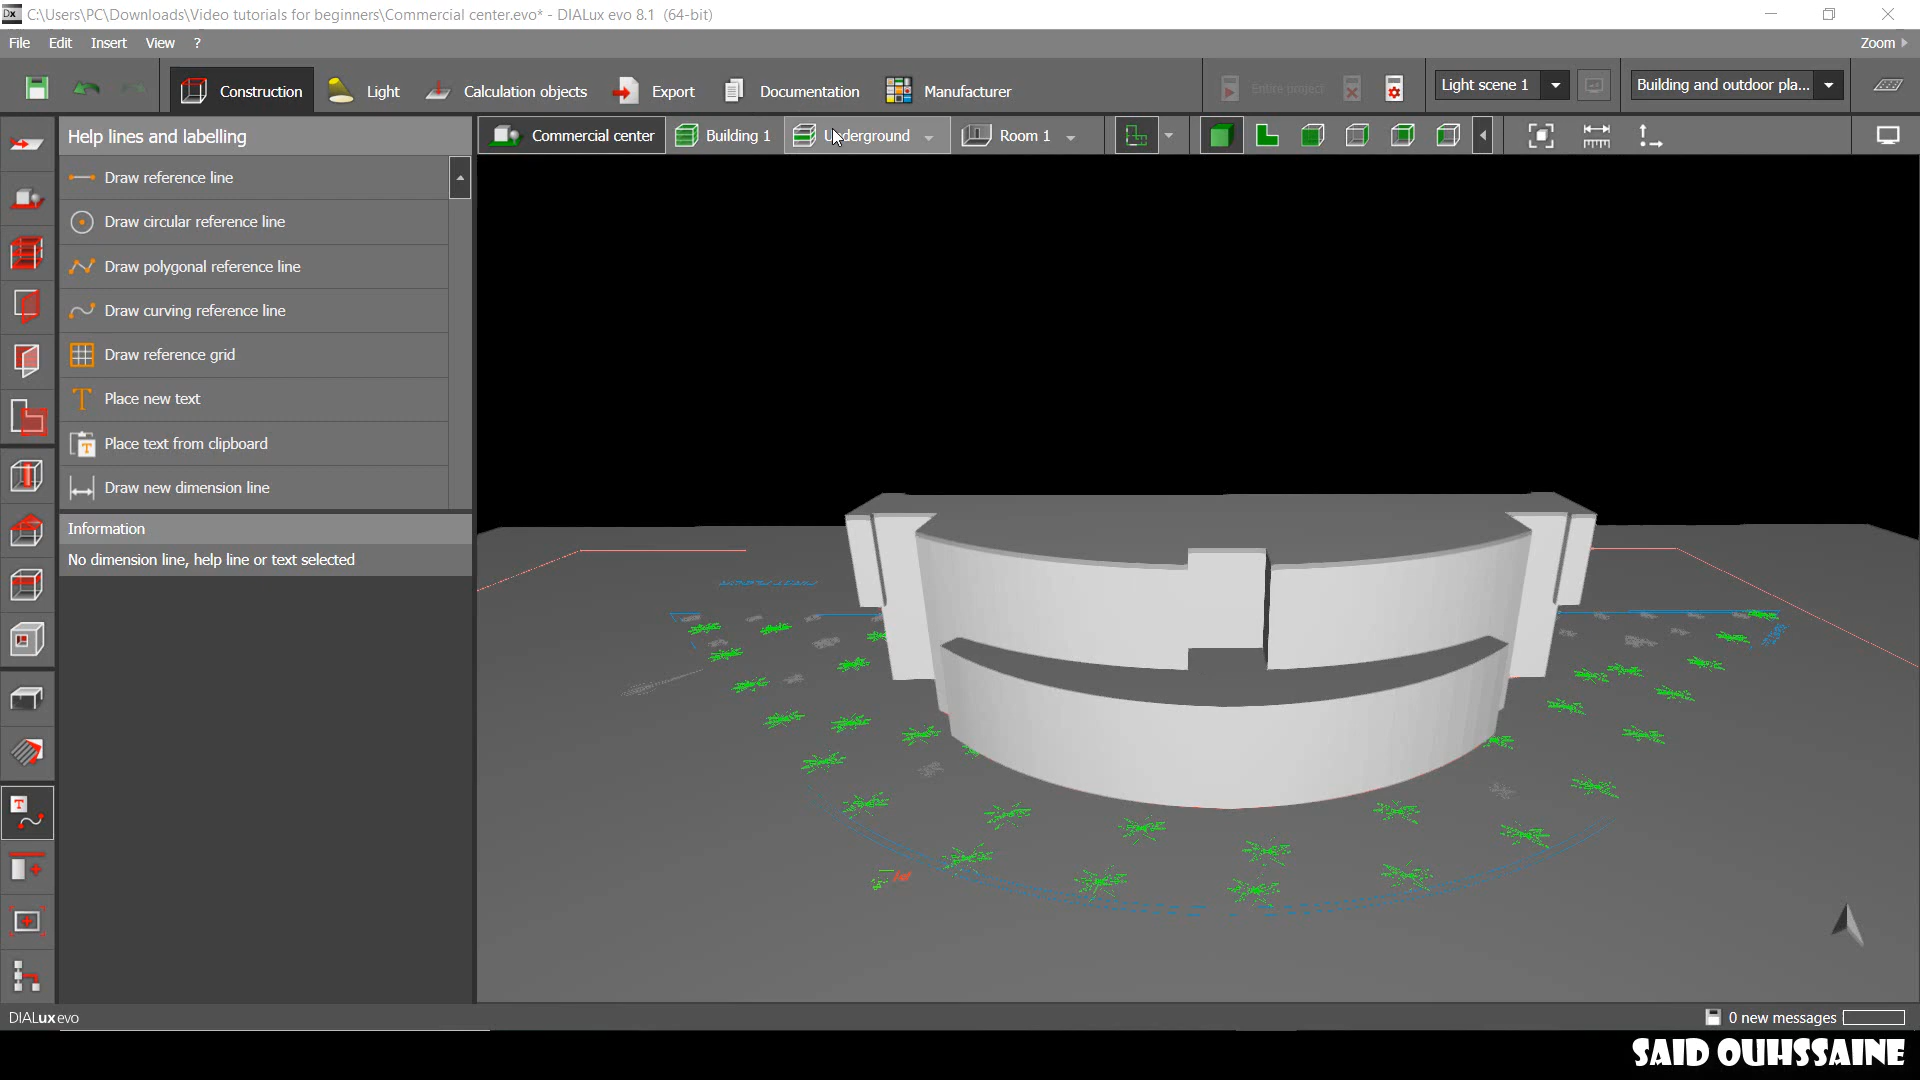 C:\Users\PC\Downloads\Video tutorials for beginners\Commercial center.evo* - DIALux evo 8.1 (64-bit)
File Edit Insert View ?
Zoom
Construction Light Calculation objects Export Documentation Manufacturer
Entire project
Light scene 1
Building and outdoor pla...
Help lines and labelling
Commercial center Building 1 Underground Room 1
Draw reference line
Draw circular reference line
Draw polygonal reference line
Draw curving reference line
Draw reference grid
Place new text
Place text from clipboard
Draw new dimension line
Information
No dimension line, help line or text selected
DIALux evo
0 new messages
SAID OUHSSAINE